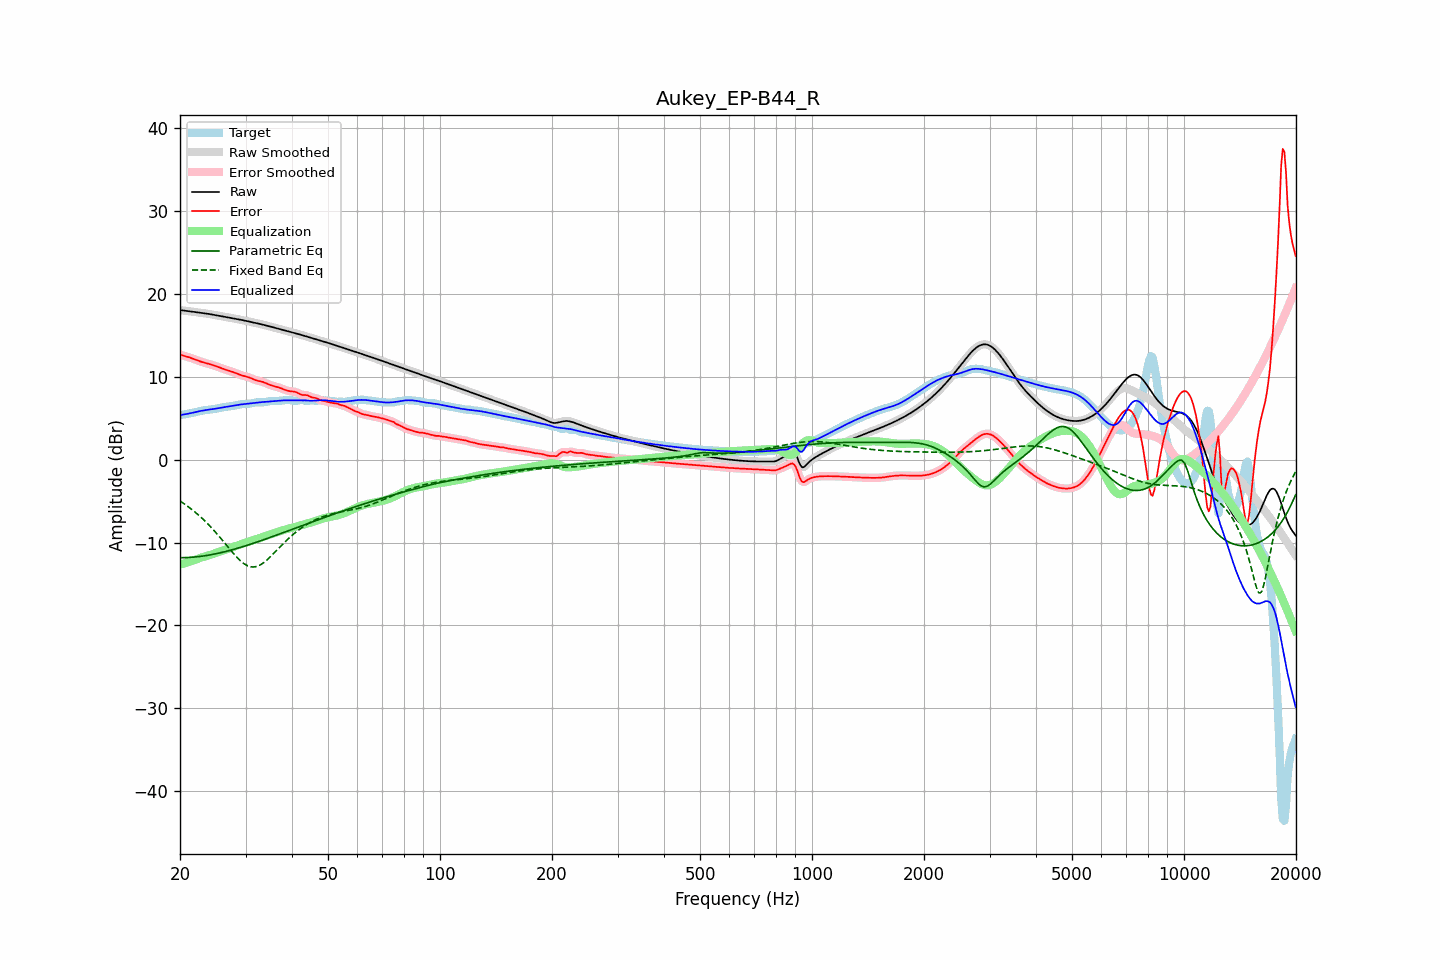 Aukey_EP-B44_R
Target
Raw Smoothed
Error Smoothed
Raw
Error
Equalization
Parametric Eq
Fixed Band Eq
Equalized
40
30
20
10
0
−10
−20
−30
−40
Amplitude (dBr)
20
50
100
200
500
1000
2000
5000
10000
20000
Frequency (Hz)